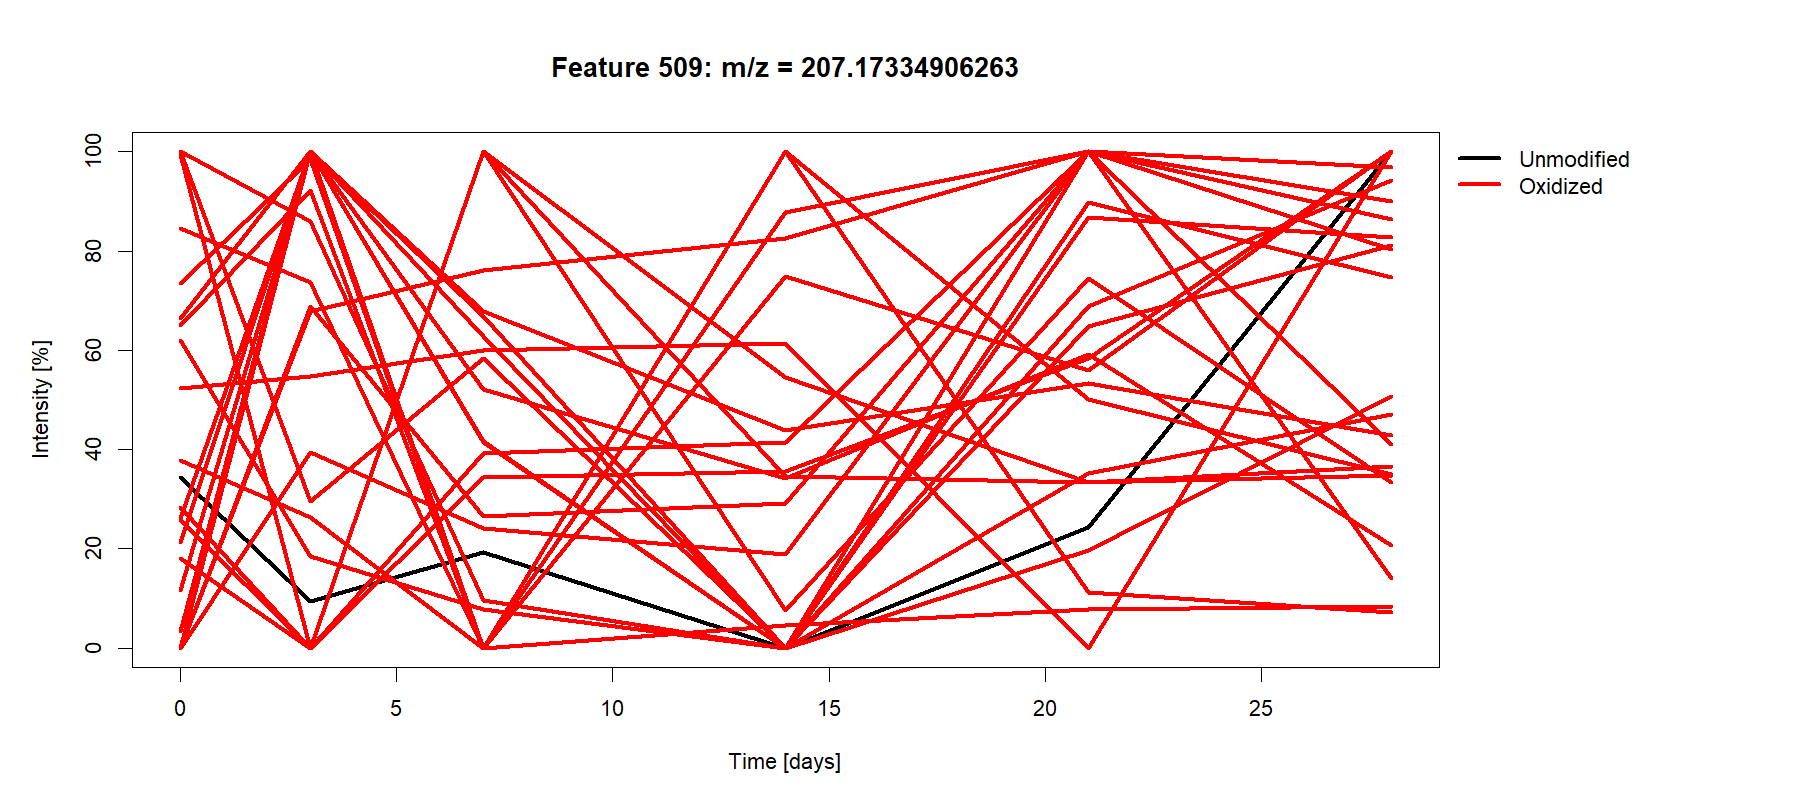 Feature 509: m/z = 207.17334906263
Unmodified
Oxidized
Intensity [%]
100
80
60
40
20
0
0 5 10 15 20 25
Time [days]